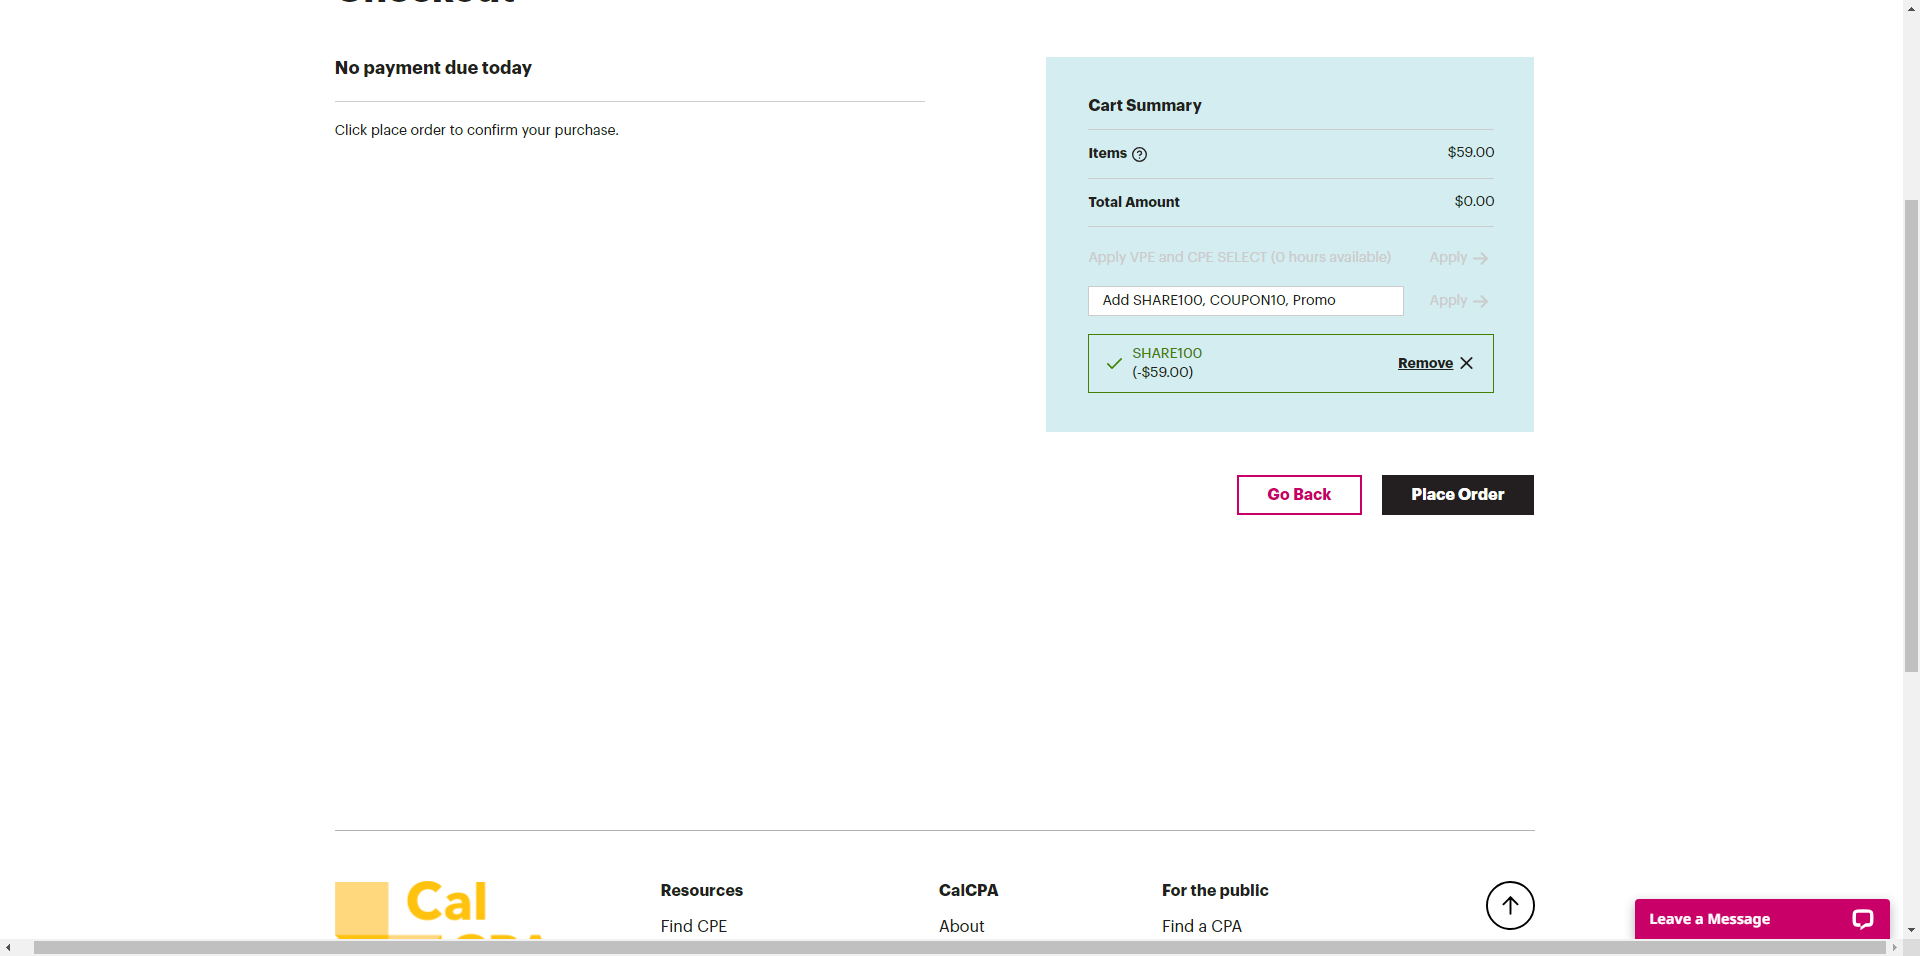 No payment due today
Click place order to confirm your purchase.
Cart Summary
Items
$59.00
Total Amount
$0.00
Apply VPE and CPE SELECT (0 hours available)
Apply
Add SHARE100, COUPON10, Promo
Apply
SHARE100
(-$59.00)
Remove
Go Back
Place Order
Cal
Resources
Find CPE
CalCPA
About
For the public
Find a CPA
Leave a Message